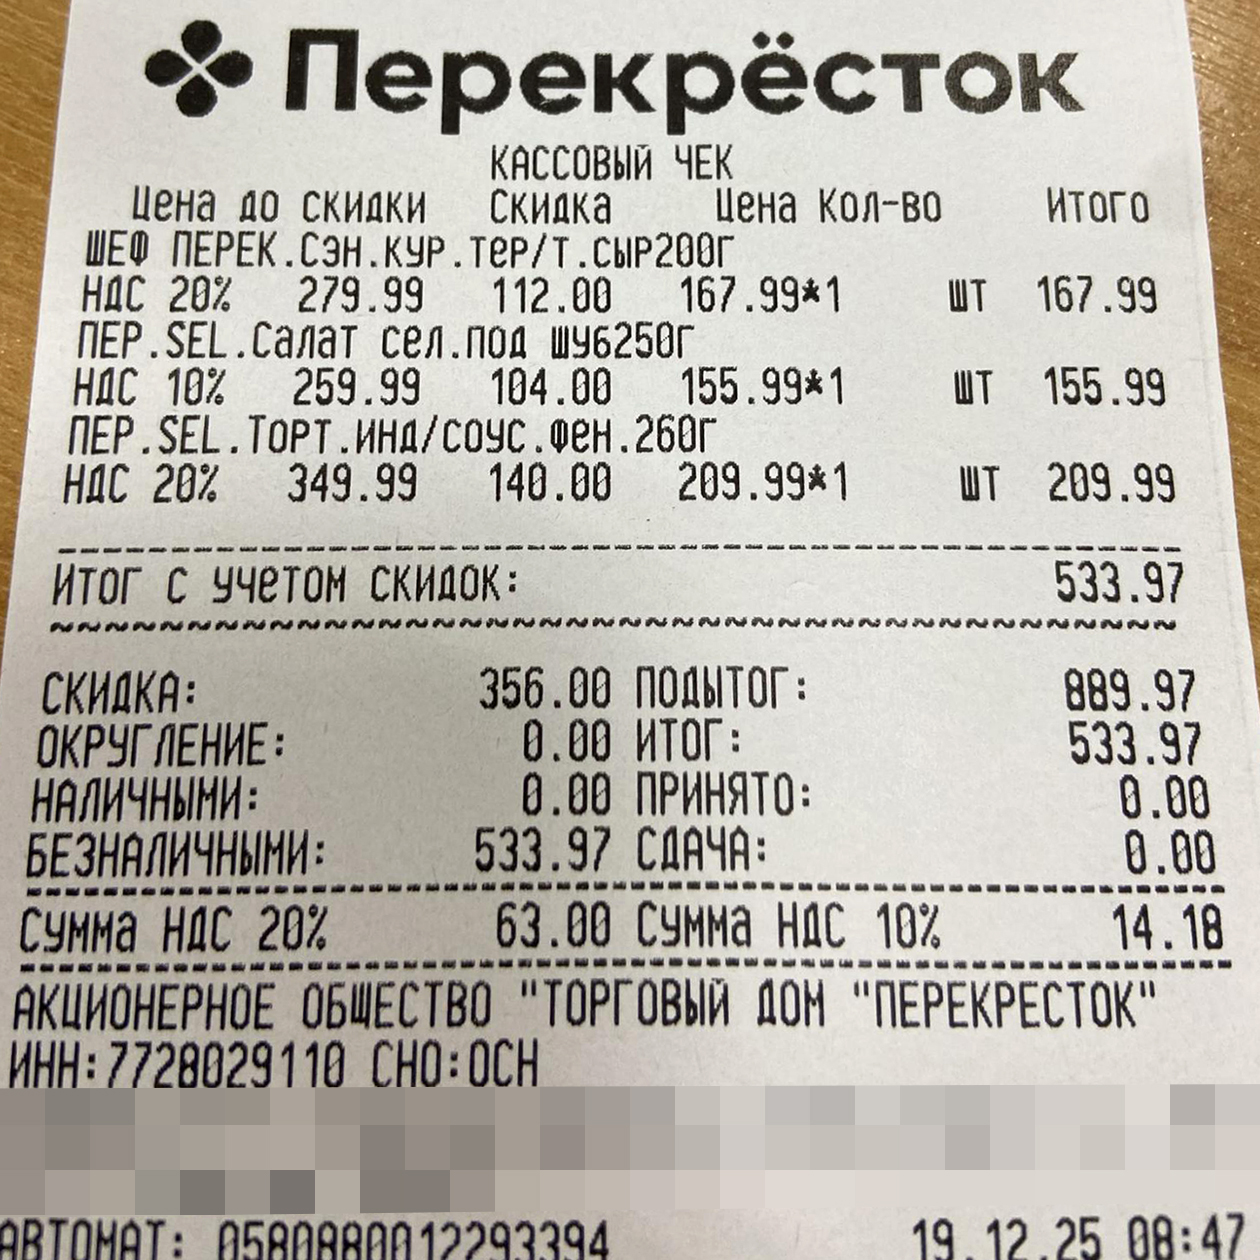 Перекрёсток
КАССОВЫЙ ЧЕК
Цена до скидки Скидка Цена Кол-во Итого
ШЕФ ПЕРЕК.СЭН.КУР.ТЕР/Т.СЫР200Г
НДС 20% 279.99 112.00 167.99*1 шт 167.99
ПЕР.SEL.Салат сел.под шуб250г
НДС 10% 259.99 104.00 155.99*1 шт 155.99
ПЕР.SEL.Торт.инд/соус.фен.260г
НДС 20% 349.99 140.00 209.99*1 шт 209.99
Итог с учетом скидок: 533.97
СКИДКА: 356.00 ПОДЫТОГ: 889.97
ОКРУГЛЕНИЕ: 0.00 ИТОГ: 533.97
НАЛИЧНЫМИ: 0.00 ПРИНЯТО: 0.00
БЕЗНАЛИЧНЫМИ: 533.97 СДАЧА: 0.00
Сумма НДС 20% 63.00 Сумма НДС 10% 14.18
АКЦИОНЕРНОЕ ОБЩЕСТВО "ТОРГОВЫЙ ДОМ "ПЕРЕКРЕСТОК"
ИНН:7728029110 СНО:ОСН
АВТОМАТ: 0580880012293394 19.12.25 08:47